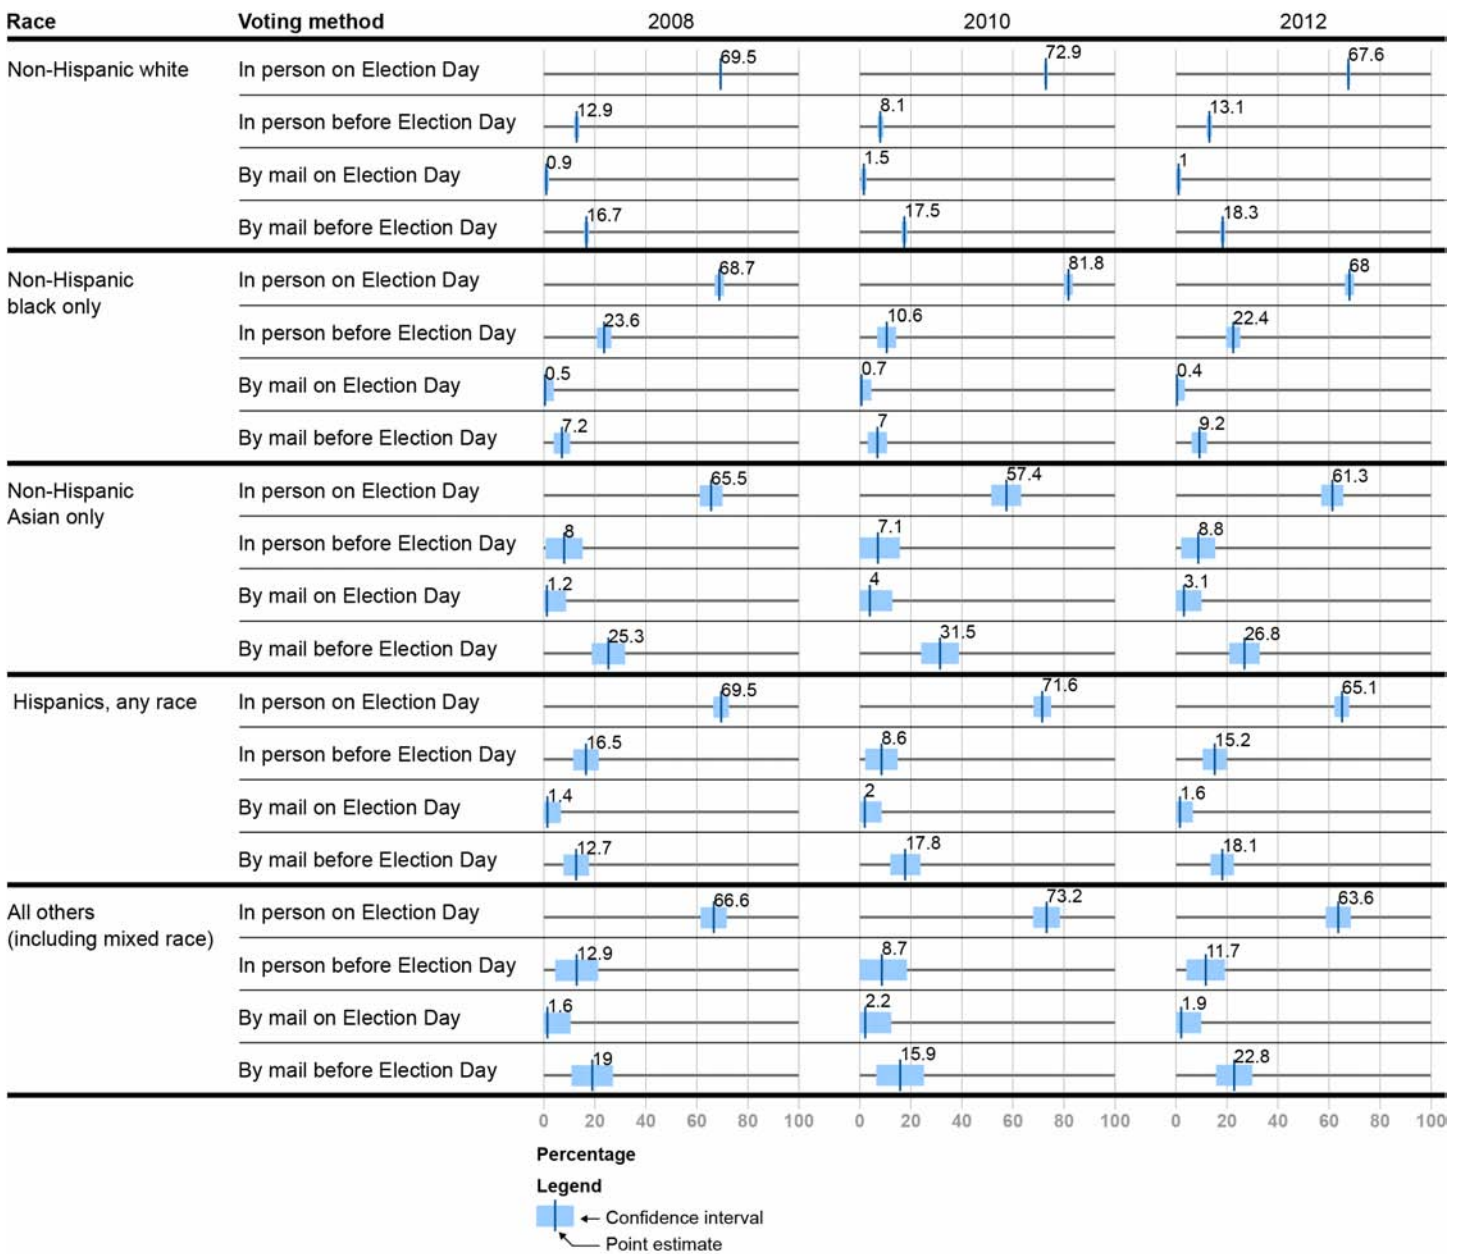 Race Voting method 2008 2010 2012
Non-Hispanic white In person on Election Day 69.5 72.9 67.6
In person before Election Day 12.9 8.1 13.1
By mail on Election Day 0.9 1.5 1
By mail before Election Day 16.7 17.5 18.3
Non-Hispanic In person on Election Day 68.7 81.8 68
black only
In person before Election Day 23.6 10.6 22.4
By mail on Election Day 0.5 0.7 0.4
By mail before Election Day 7.2 7 9.2
Non-Hispanic In person on Election Day 65.5 57.4 61.3
Asian only
In person before Election Day 8 7.1 8.8
By mail on Election Day 1.2 4 3.1
By mail before Election Day 25.3 31.5 26.8
Hispanics, any race In person on Election Day 69.5 71.6 65.1
In person before Election Day 16.5 8.6 15.2
By mail on Election Day 1.4 2 1.6
By mail before Election Day 12.7 17.8 18.1
All others In person on Election Day 66.6 73.2 63.6
(including mixed race)
In person before Election Day 12.9 8.7 11.7
By mail on Election Day 1.6 2.2 1.9
By mail before Election Day 19 15.9 22.8
0 20 40 60 80 100 0 20 40 60 80 100 0 20 40 60 80 100
Percentage
Legend
Confidence interval
Point estimate